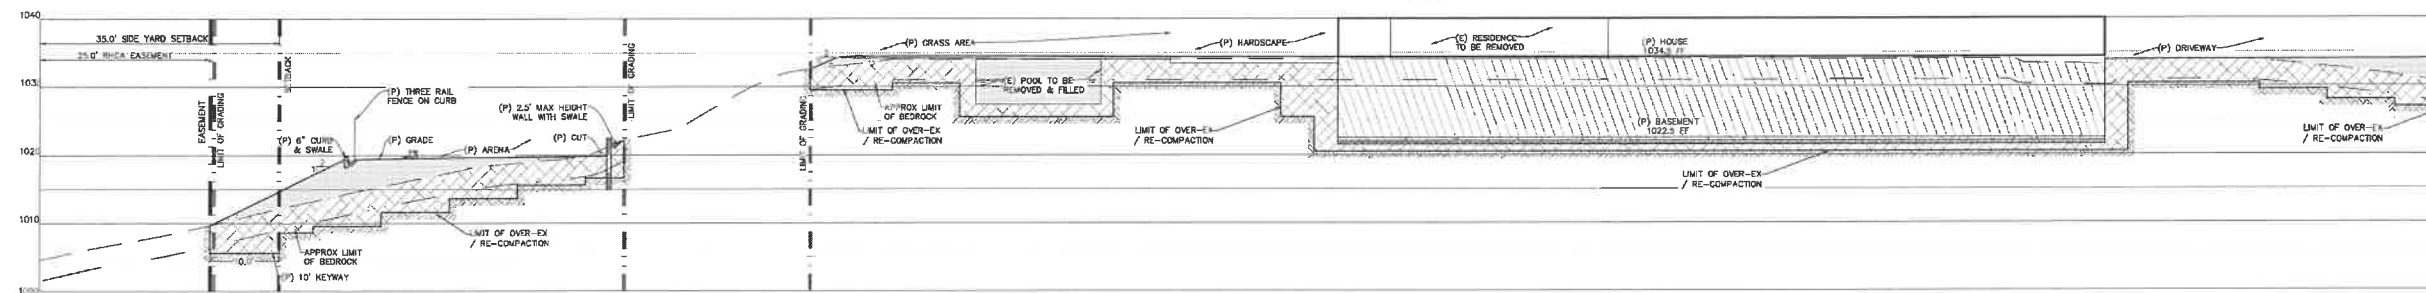 1040
1030
1020
1010
35.0' SIDE YARD SETBACK
25.0' RHCA EASEMENT
EASEMENT
LIMIT OF GRADING
SETBACK
(P) THREE RAIL
FENCE ON CURB
(P) 6" CURB
& SWALE
(P) GRADE
(P) ARENA
(P) 2.5' MAX HEIGHT
WALL WITH SWALE
(P) CUT
LIMIT OF GRADING
LIMIT OF OVER-EX
/ RE-COMPACTION
APPROX LIMIT
OF BEDROCK
(P) 10' KEYWAY
LIMIT OF GRADING
(P) GRASS AREA
(E) POOL TO BE
REMOVED & FILLED
APPROX LIMIT
OF BEDROCK
LIMIT OF OVER-EX
/ RE-COMPACTION
(P) HARDSCAPE
LIMIT OF OVER-EX
/ RE-COMPACTION
(E) RESIDENCE
TO BE REMOVED
(P) HOUSE
1034.5 FF
(P) BASEMENT
1022.5 FF
LIMIT OF OVER-EX
/ RE-COMPACTION
(P) DRIVEWAY
LIMIT OF OVER-EX
/ RE-COMPACTION